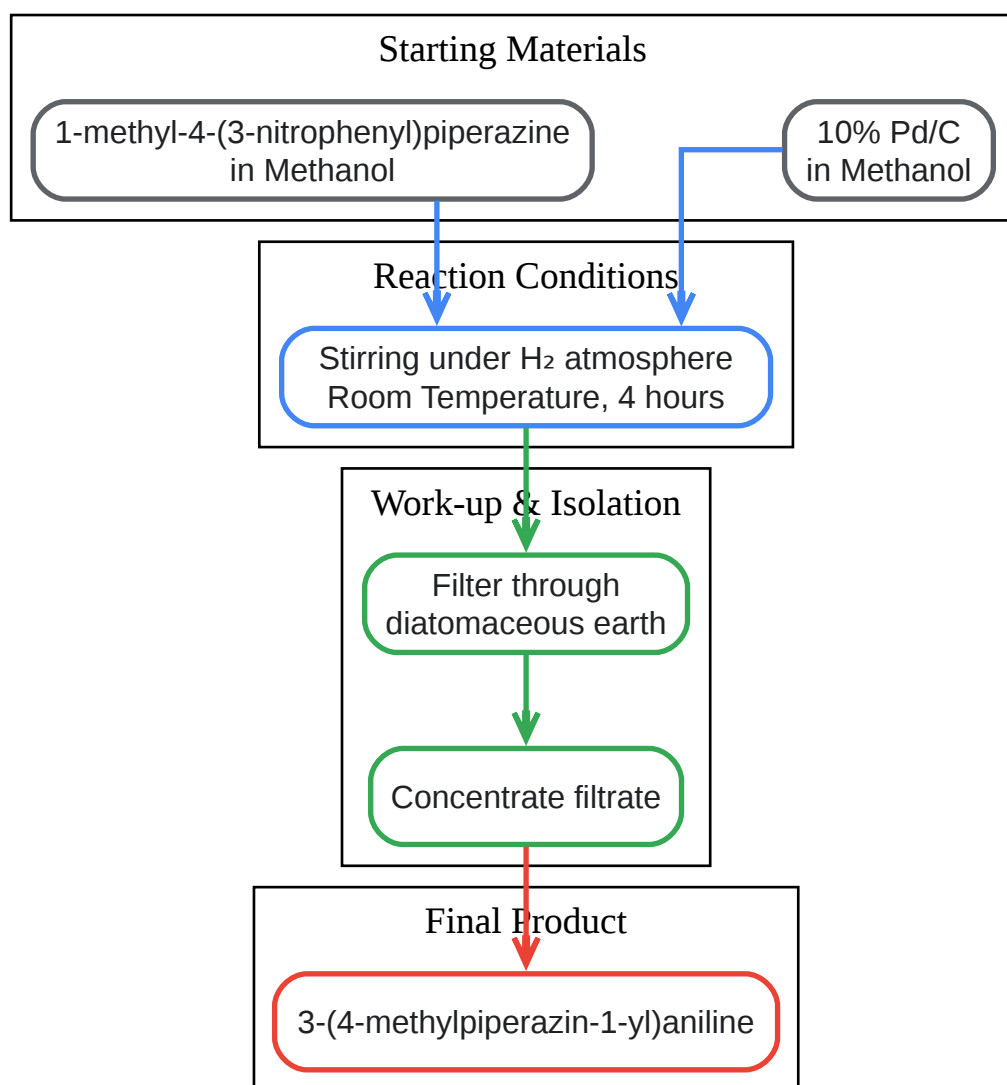 Starting Materials
1-methyl-4-(3-nitrophenyl)piperazine
in Methanol
10% Pd/C
in Methanol
Reaction Conditions
Stirring under H₂ atmosphere
Room Temperature, 4 hours
Work-up & Isolation
Filter through
diatomaceous earth
Concentrate filtrate
Final Product
3-(4-methylpiperazin-1-yl)aniline